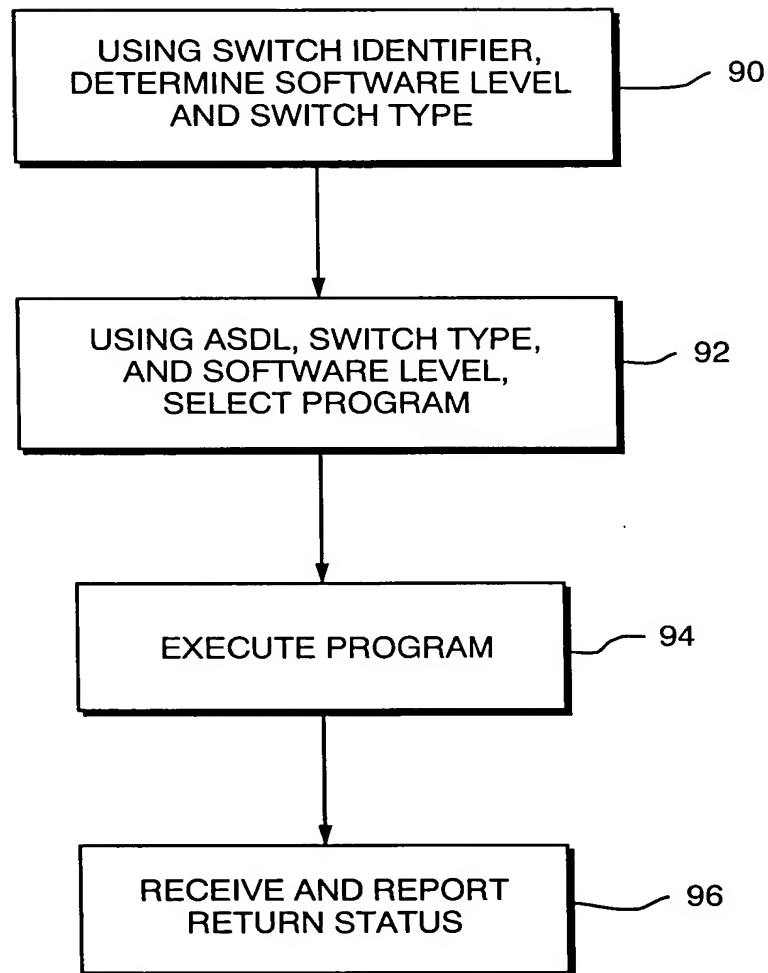 USING SWITCH IDENTIFIER,
DETERMINE SOFTWARE LEVEL
AND SWITCH TYPE
90
USING ASDL, SWITCH TYPE,
AND SOFTWARE LEVEL,
SELECT PROGRAM
92
EXECUTE PROGRAM
94
RECEIVE AND REPORT
RETURN STATUS
96